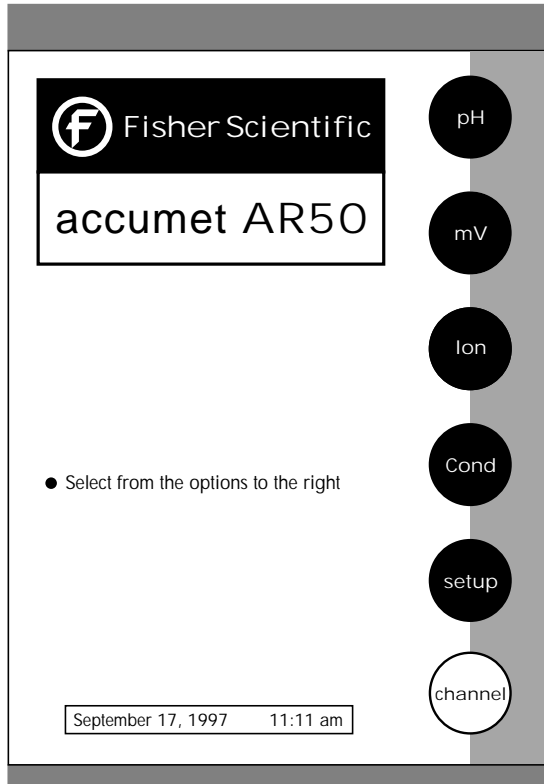 Fisher Scientific
accumet AR50
Select from the options to the right
September 17, 1997 11:11 am
pH
mV
Ion
Cond
setup
channel